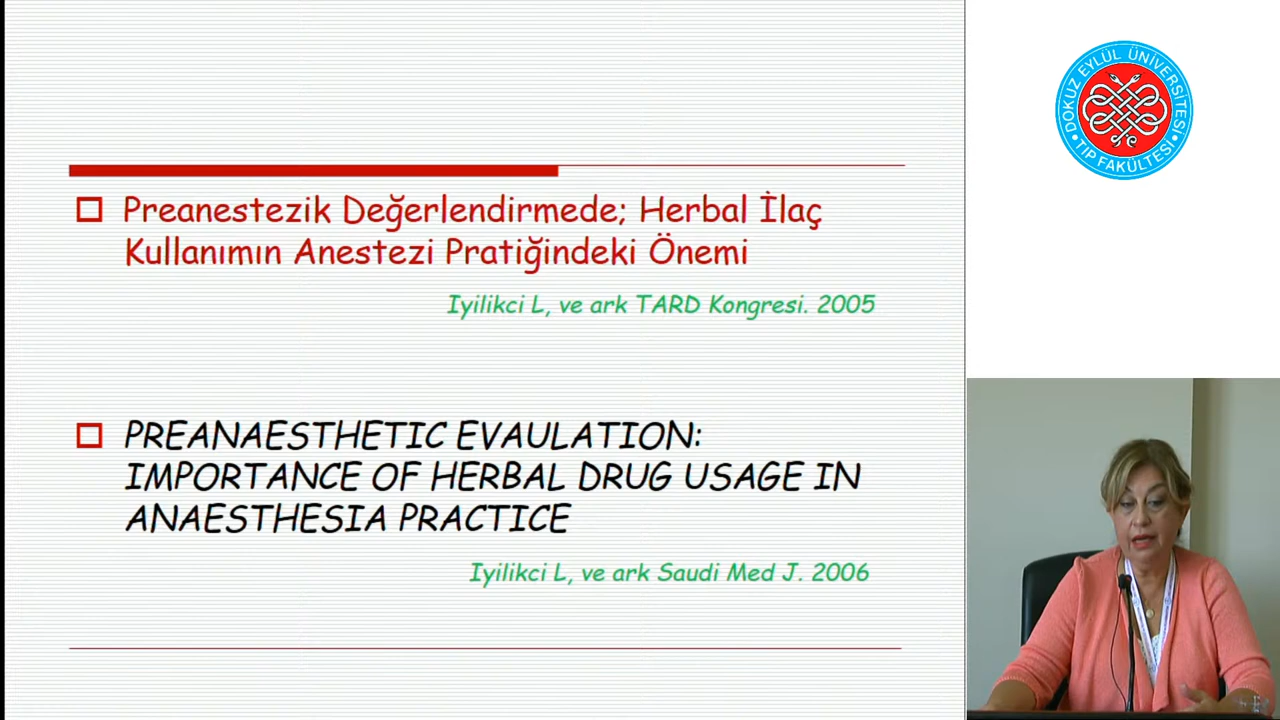 Preanestezik Değerlendirmede; Herbal İlaç
Kullanımın Anestezi Pratiğindeki Önemi
Iyilikci L, ve ark TARD Kongresi. 2005
PREANAESTHETIC EVAULATION:
IMPORTANCE OF HERBAL DRUG USAGE IN
ANAESTHESIA PRACTICE
Iyilikci L, ve ark Saudi Med J. 2006
DOKUZ EYLÜL ÜNİVERSİTESİ
• TIP FAKÜLTESİ •